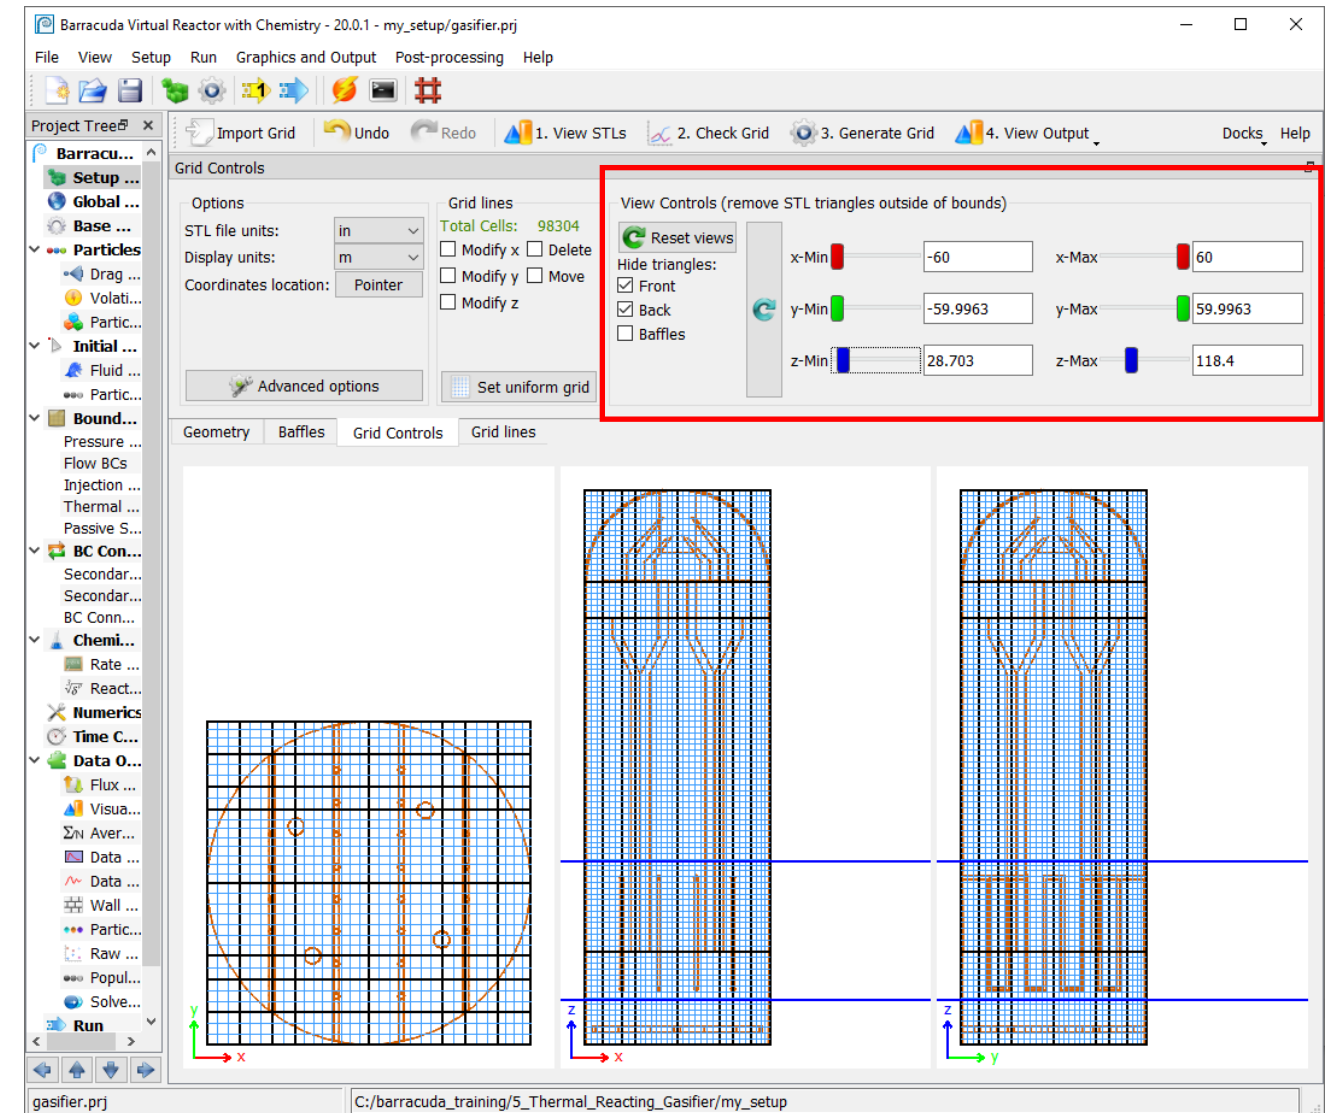 Barracuda Virtual Reactor with Chemistry - 20.0.1 - my_setup/gasifier.prj
File View Setup Run Graphics and Output Post-processing Help
Project Tree
Import Grid Undo Redo 1. View STLs 2. Check Grid 3. Generate Grid 4. View Output Docks Help
Barracu...
Setup ...
Global ...
Base ...
Particles
Drag ...
Volati...
Partic...
Initial ...
Fluid ...
Partic...
Bound...
Pressure ...
Flow BCs
Injection ...
Thermal ...
Passive S...
BC Con...
Secondar...
Secondar...
BC Conn...
Chemi...
Rate ...
React...
Numerics
Time C...
Data O...
Flux ...
Visua...
ΣN Aver...
Data ...
Data ...
Wall ...
Partic...
Raw ...
Popul...
Solve...
Run
Grid Controls
Options
STL file units: in
Display units: m
Coordinates location: Pointer
Advanced options
Grid lines
Total Cells: 98304
Modify x Delete
Modify y Move
Modify z
Set uniform grid
View Controls (remove STL triangles outside of bounds)
Reset views
Hide triangles:
Front
Back
Baffles
x-Min -60 x-Max 60
y-Min -59.9963 y-Max 59.9963
z-Min 28.703 z-Max 118.4
Geometry Baffles Grid Controls Grid lines
y
x
z
x
z
y
gasifier.prj
C:/barracuda_training/5_Thermal_Reacting_Gasifier/my_setup